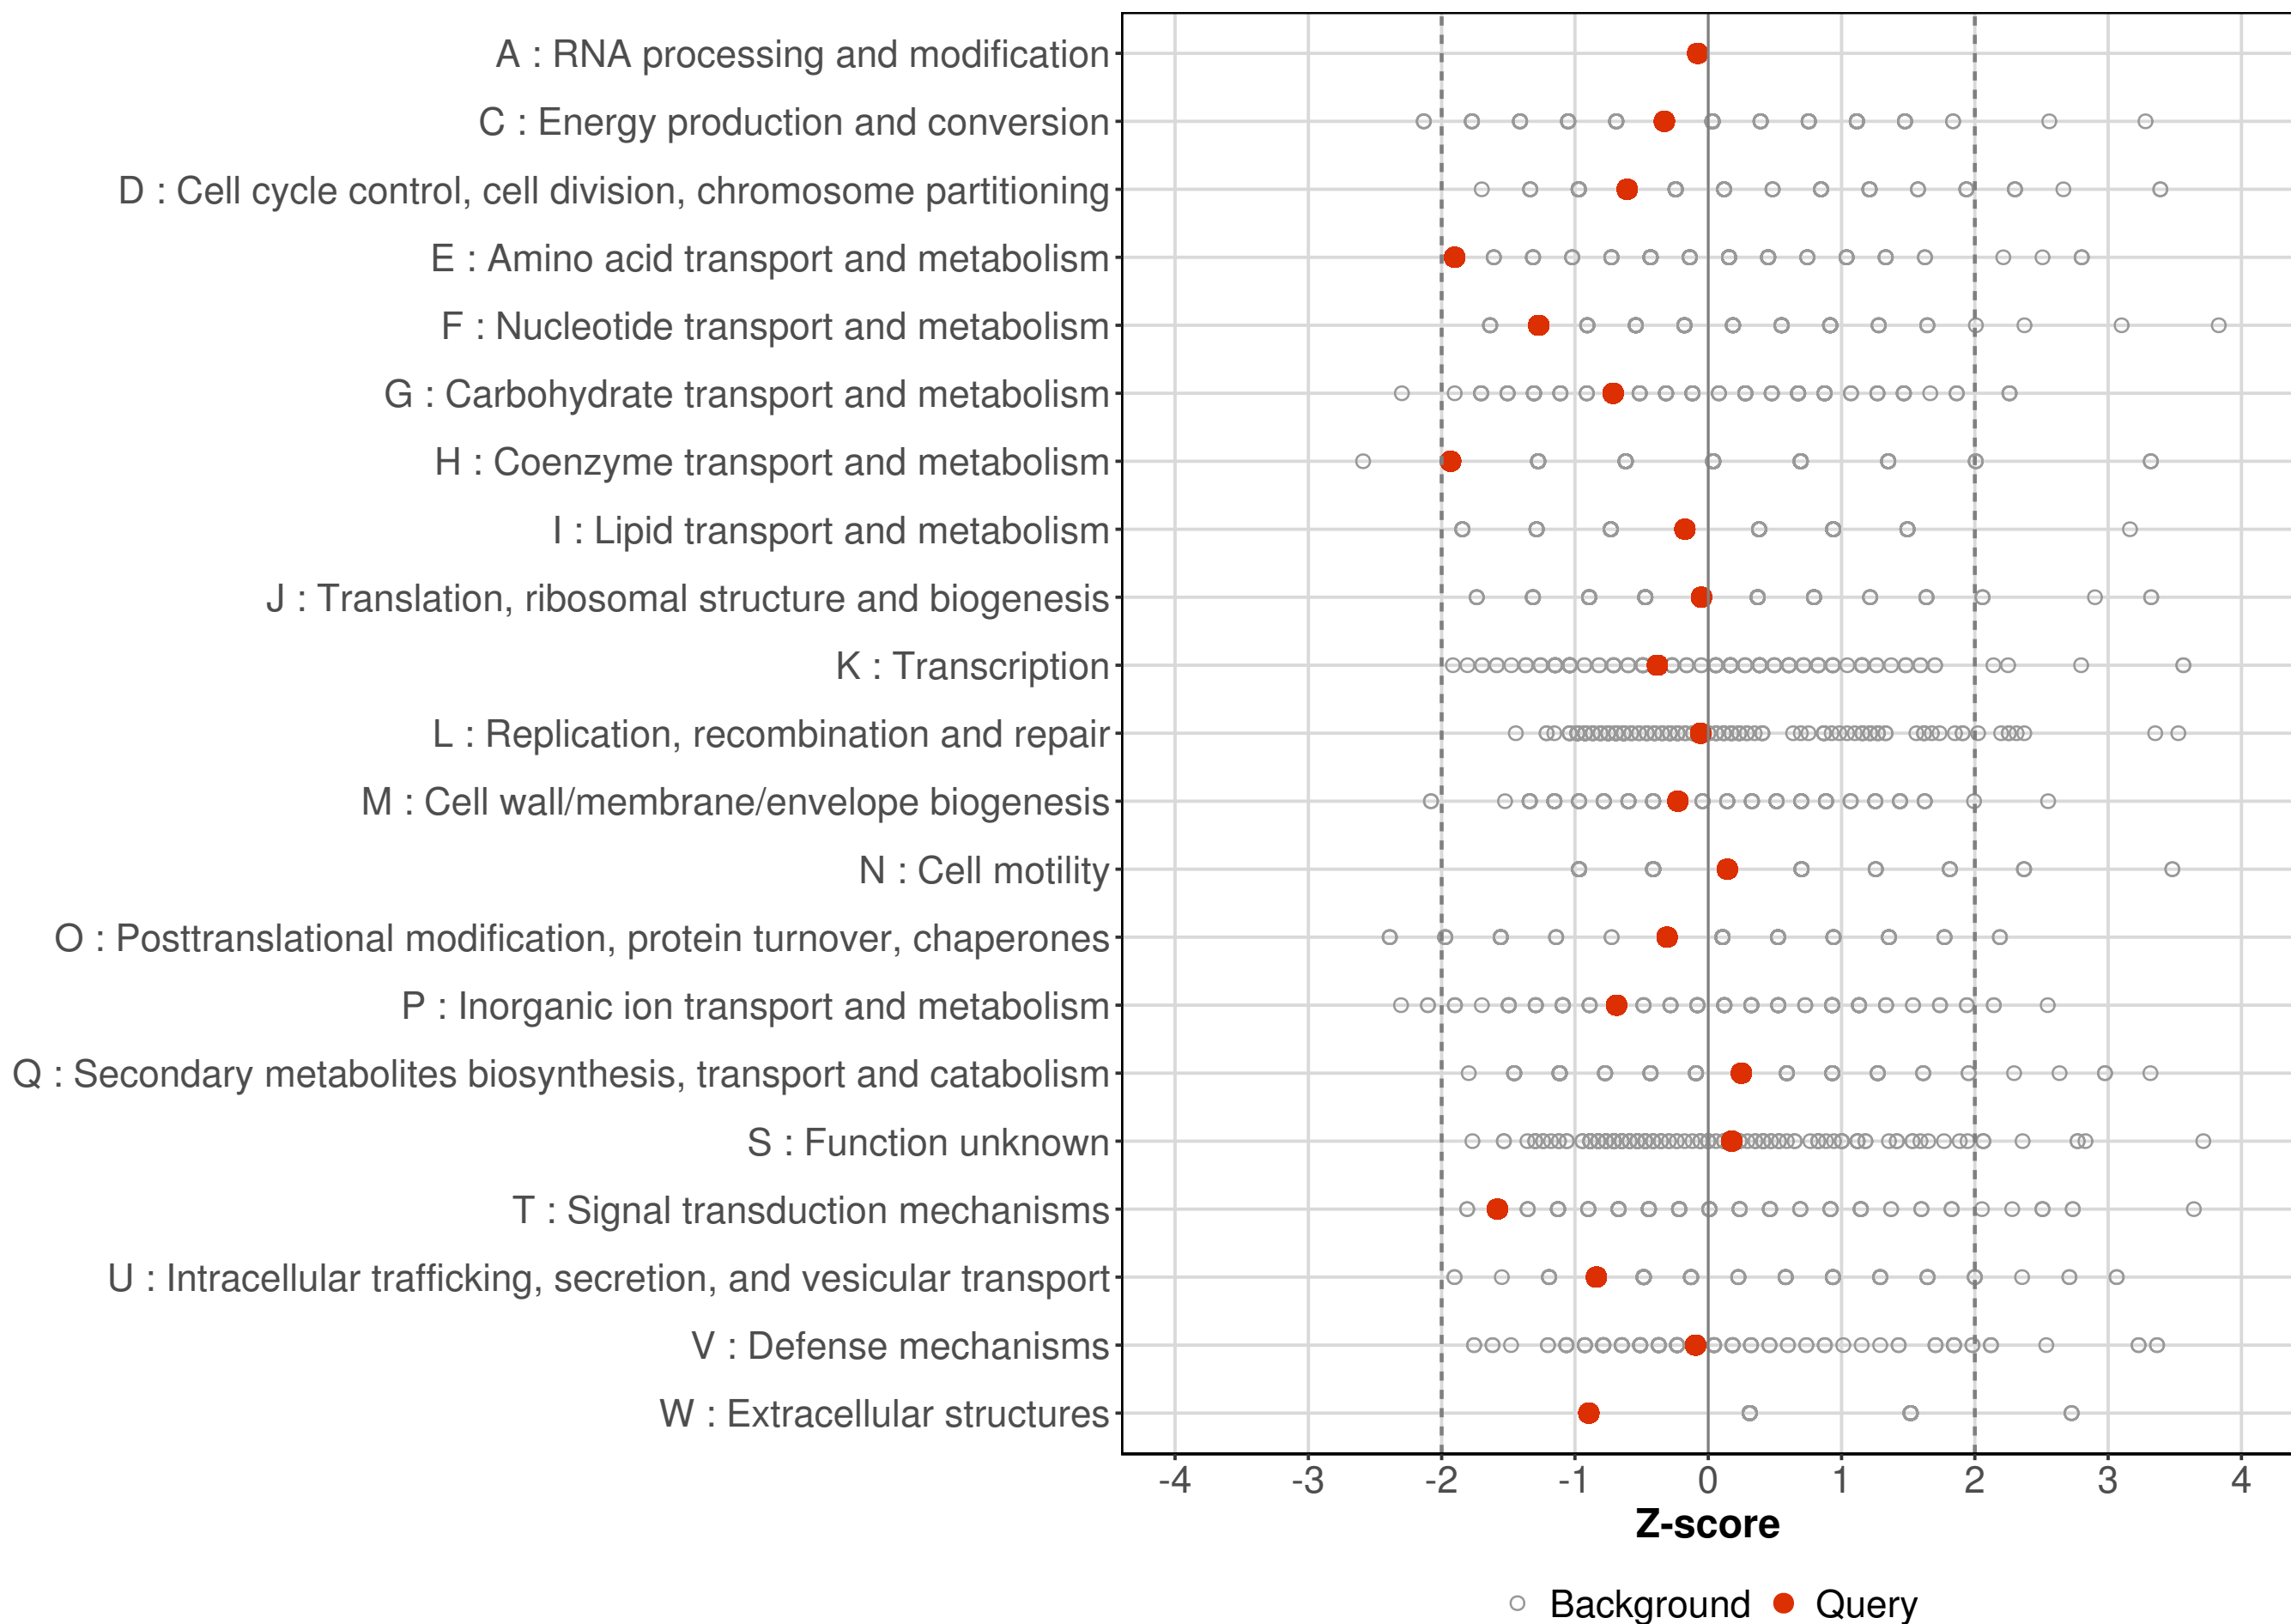 A : RNA processing and modification
C : Energy production and conversion
D : Cell cycle control, cell division, chromosome partitioning
E : Amino acid transport and metabolism
F : Nucleotide transport and metabolism
G : Carbohydrate transport and metabolism
H : Coenzyme transport and metabolism
I : Lipid transport and metabolism
J : Translation, ribosomal structure and biogenesis
K : Transcription
L : Replication, recombination and repair
M : Cell wall/membrane/envelope biogenesis
N : Cell motility
O : Posttranslational modification, protein turnover, chaperones
P : Inorganic ion transport and metabolism
Q : Secondary metabolites biosynthesis, transport and catabolism
S : Function unknown
T : Signal transduction mechanisms
U : Intracellular trafficking, secretion, and vesicular transport
V : Defense mechanisms
W : Extracellular structures
-4 -3 -2 -1 0 1 2 3 4
Z-score
Background Query